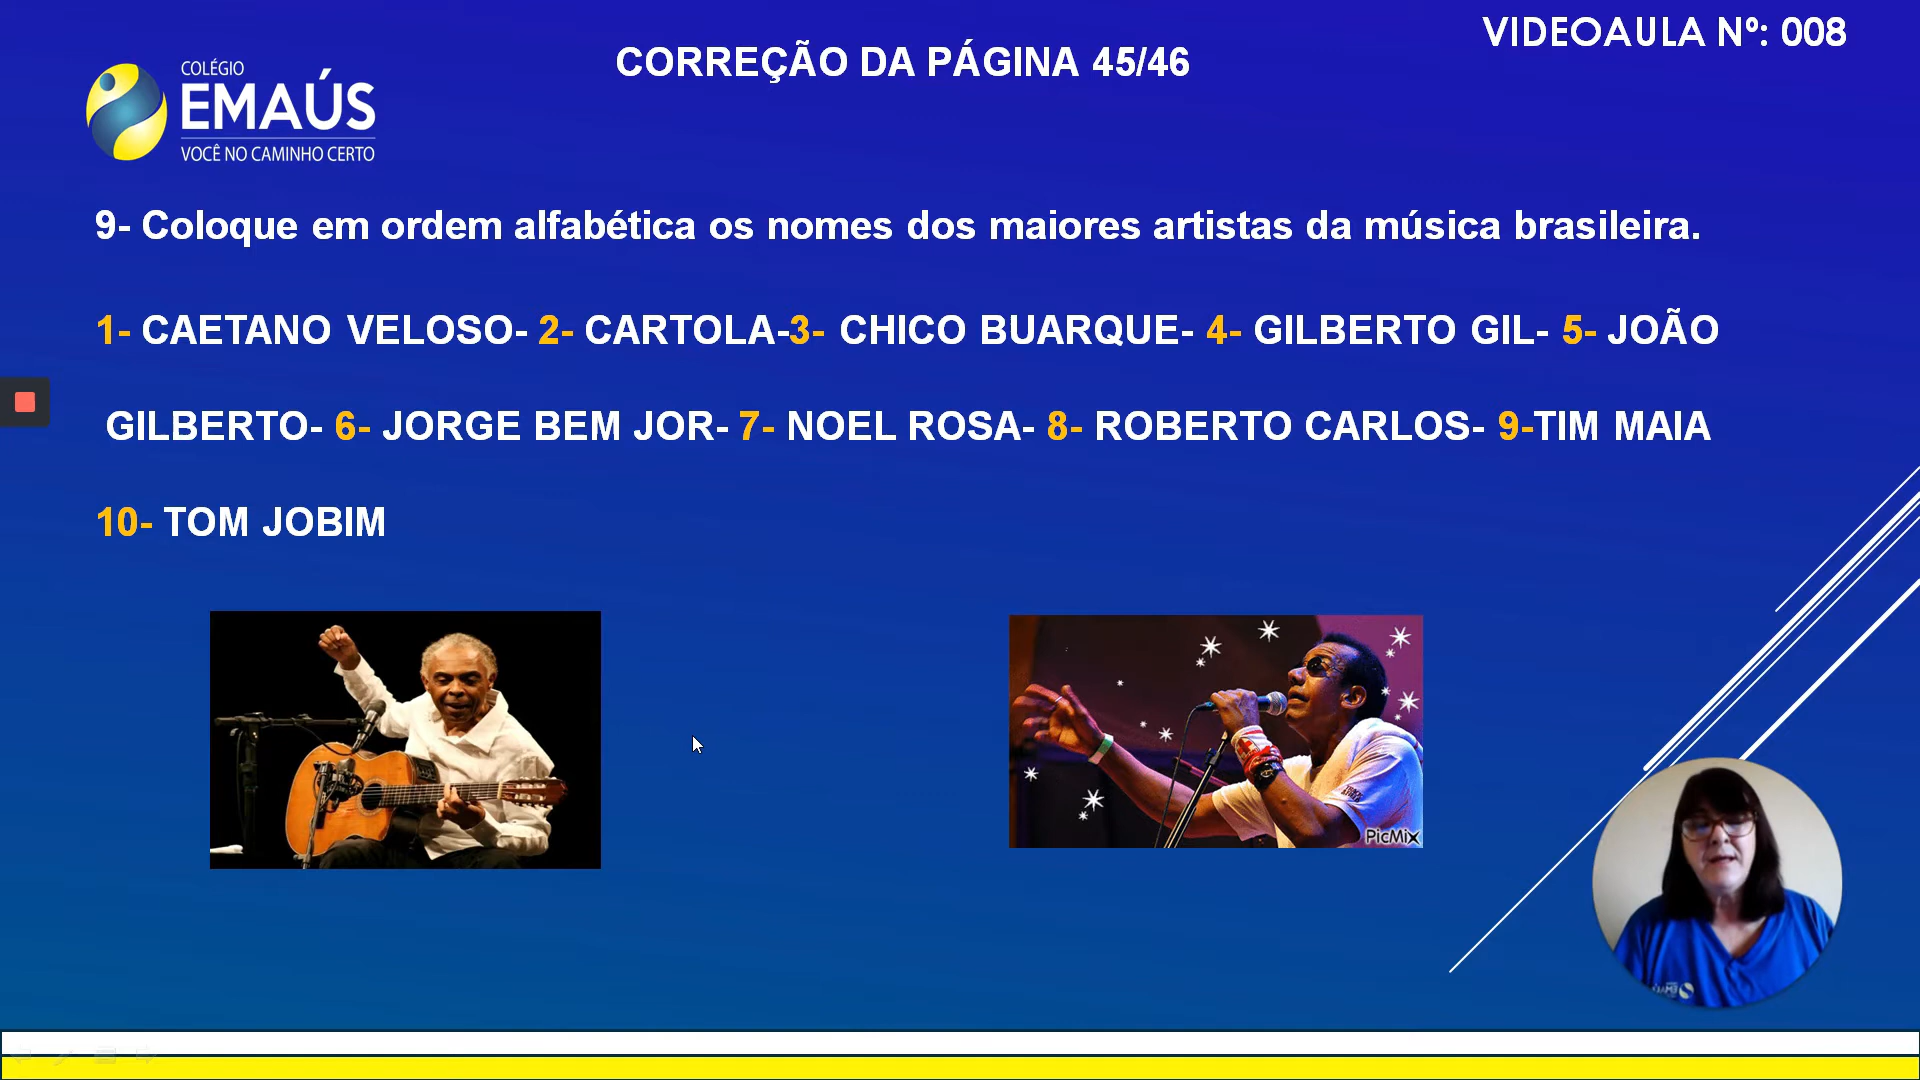 VIDEOAULA Nº: 008
CORREÇÃO DA PÁGINA 45/46
COLÉGIO
EMAÚS
VOCÊ NO CAMINHO CERTO
9- Coloque em ordem alfabética os nomes dos maiores artistas da música brasileira.
1- CAETANO VELOSO- 2- CARTOLA-3- CHICO BUARQUE- 4- GILBERTO GIL- 5- JOÃO
GILBERTO- 6- JORGE BEM JOR- 7- NOEL ROSA- 8- ROBERTO CARLOS- 9-TIM MAIA
10- TOM JOBIM
PicMix